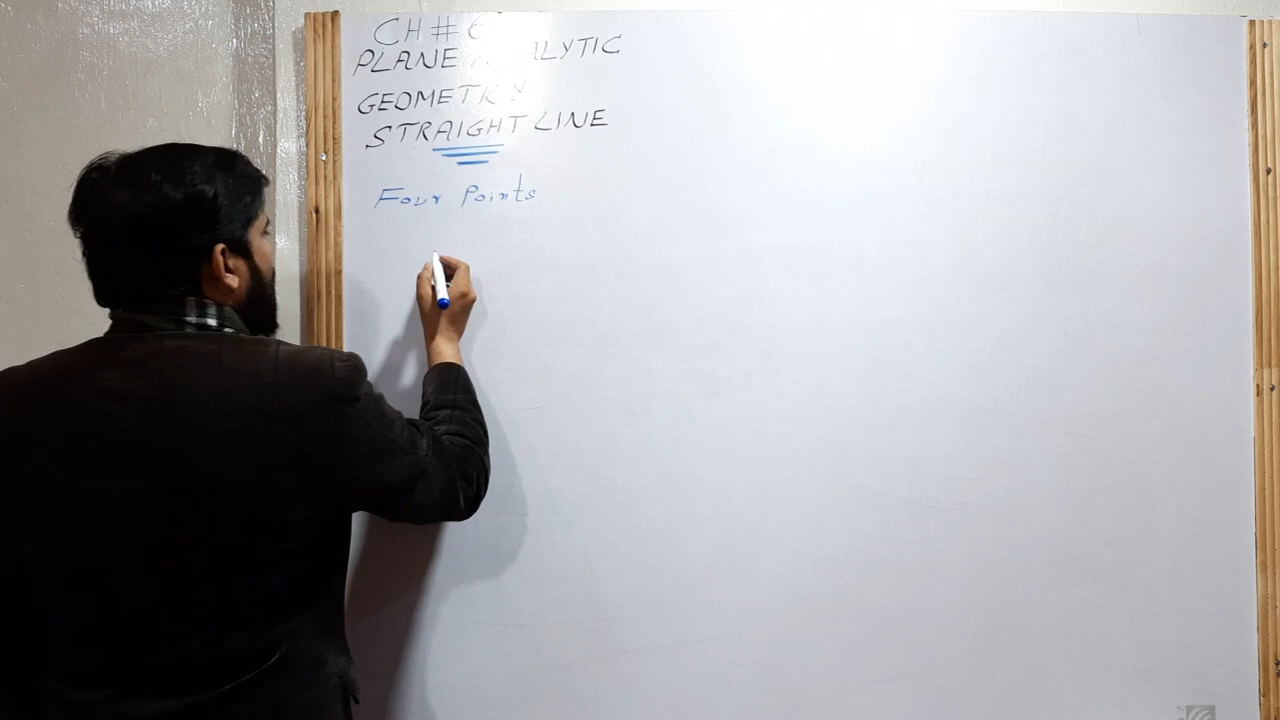 CH # 6
PLANE ANALYTIC
GEOMETRY
STRAIGHT LINE
Four Points